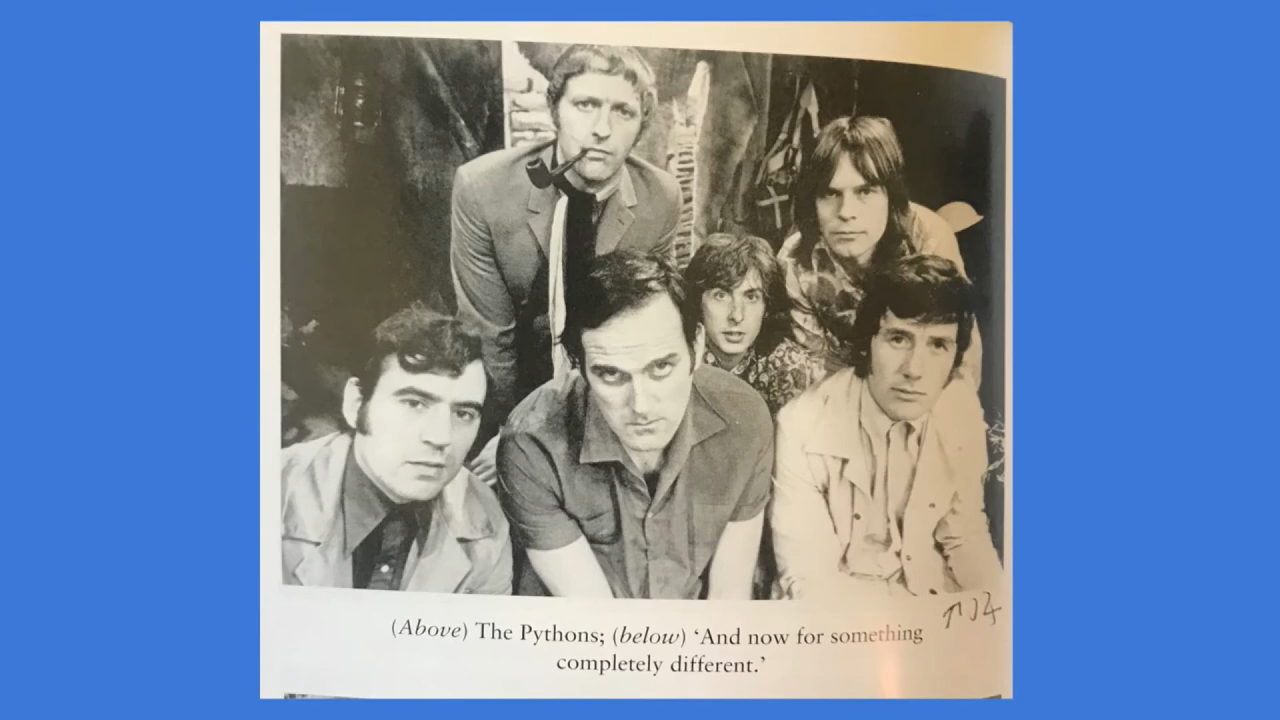 (Above) The Pythons; (below) ‘And now for something
completely different.’